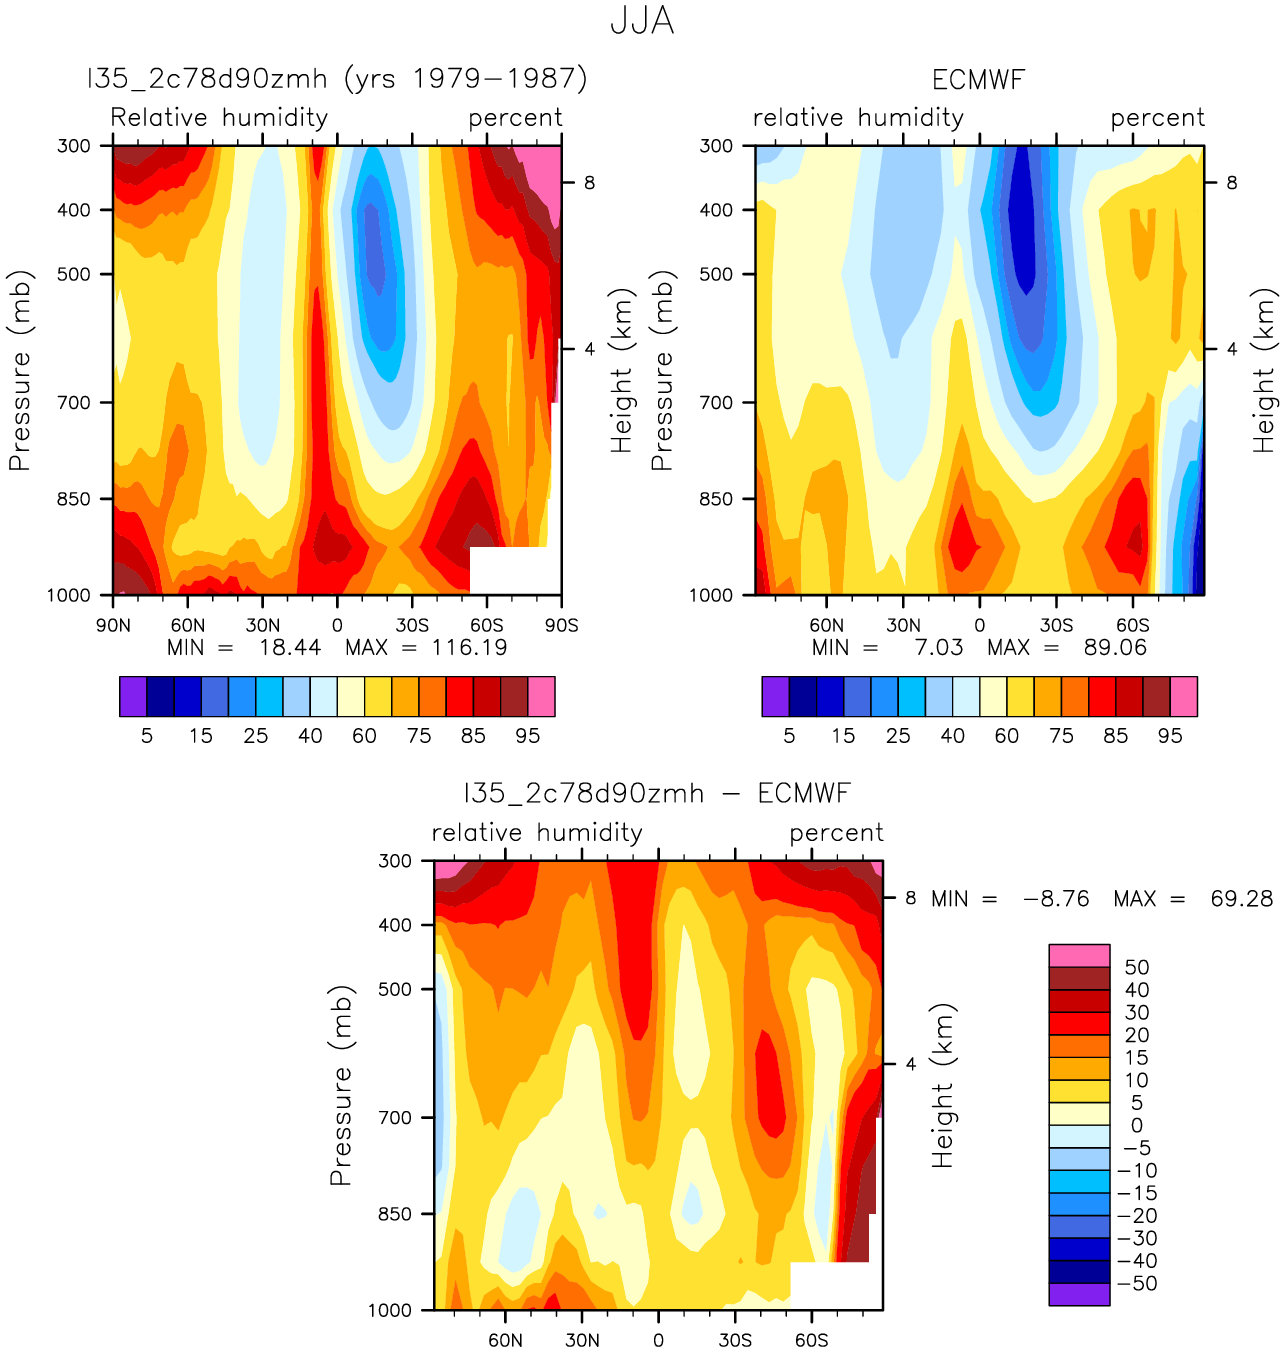 JJA
l35_2c78d90zmh (yrs 1979−1987)
Relative humidity percent
300
400
500
700
850
1000
Pressure (mb)
8
4
Height (km)
90N 60N 30N 0 30S 60S 90S
MIN = 18.44 MAX = 116.19
5 15 25 40 60 75 85 95
ECMWF
relative humidity percent
300
400
500
700
850
1000
Pressure (mb)
8
4
Height (km)
60N 30N 0 30S 60S
MIN = 7.03 MAX = 89.06
5 15 25 40 60 75 85 95
l35_2c78d90zmh − ECMWF
relative humidity percent
300
400
500
700
850
1000
Pressure (mb)
8
4
Height (km)
60N 30N 0 30S 60S
MIN = −8.76 MAX = 69.28
50
40
30
20
15
10
5
0
−5
−10
−15
−20
−30
−40
−50